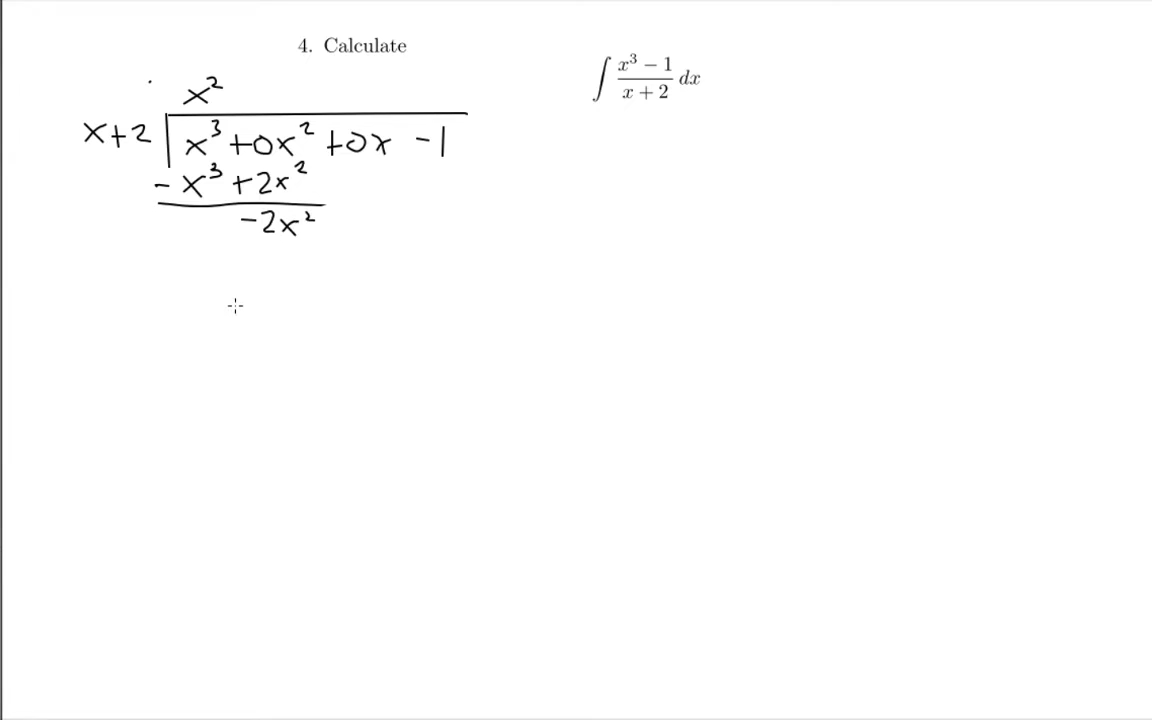 4. Calculate
∫ x³ − 1 / x + 2 dx
x²
x+2 | x³ +0x² +0x −1
− x³ +2x²
−2x²